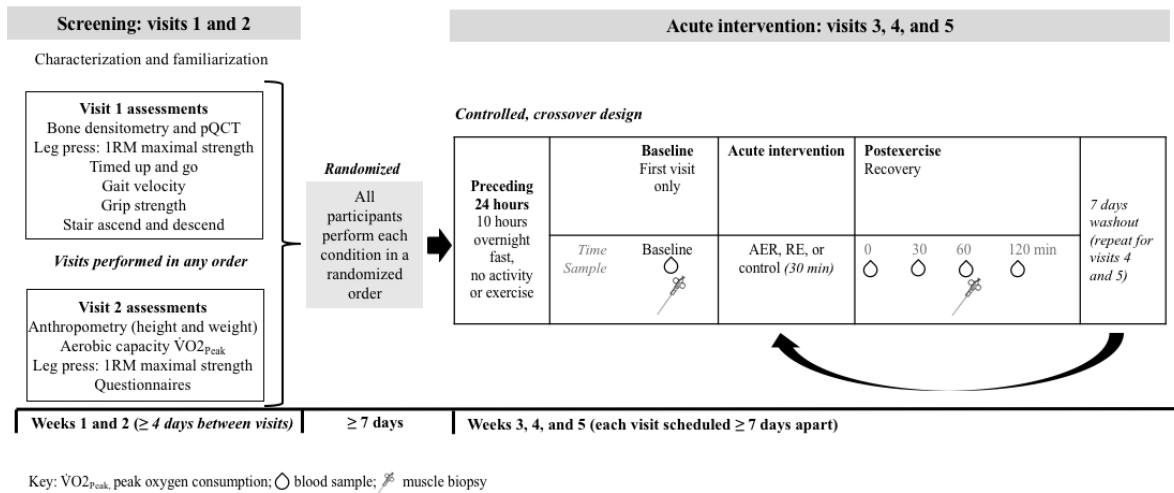 Screening: visits 1 and 2
Characterization and familiarization
Visit 1 assessments
Bone densitometry and pQCT
Leg press: 1RM maximal strength
Timed up and go
Gait velocity
Grip strength
Stair ascend and descend
Visits performed in any order
Visit 2 assessments
Anthropometry (height and weight)
Aerobic capacity V̇O2Peak
Leg press: 1RM maximal strength
Questionnaires
Randomized
All
participants
perform each
condition in a
randomized
order
Acute intervention: visits 3, 4, and 5
Controlled, crossover design
Preceding
24 hours
10 hours
overnight
fast,
no activity
or exercise
Baseline
First visit
only
Acute intervention
Postexercise
Recovery
Time
Sample
Baseline
AER, RE, or
control (30 min)
0 30 60 120 min
7 days
washout
(repeat for
visits 4
and 5)
Weeks 1 and 2 (≥ 4 days between visits)
≥ 7 days
Weeks 3, 4, and 5 (each visit scheduled ≥ 7 days apart)
Key: V̇O2Peak, peak oxygen consumption; blood sample; muscle biopsy